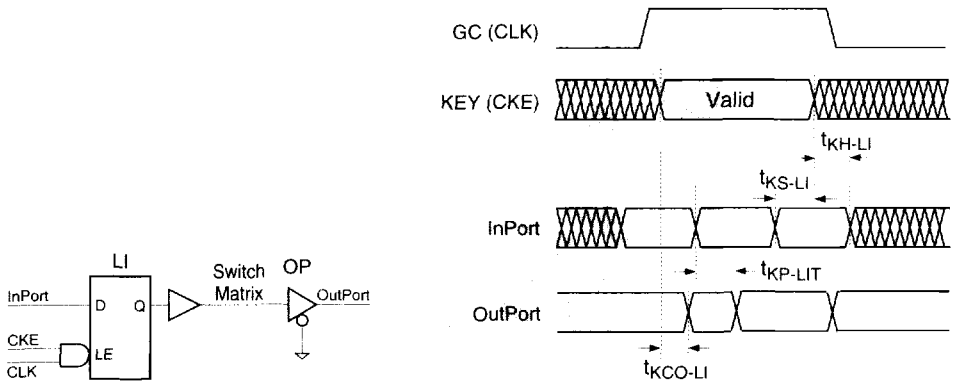 GC (CLK)
KEY (CKE)
Valid
tKH-LI
tKS-LI
InPort
tKP-LIT
OutPort
tKCO-LI
LI
Switch
Matrix
OP
InPort
D
Q
OutPort
CKE
LE
CLK